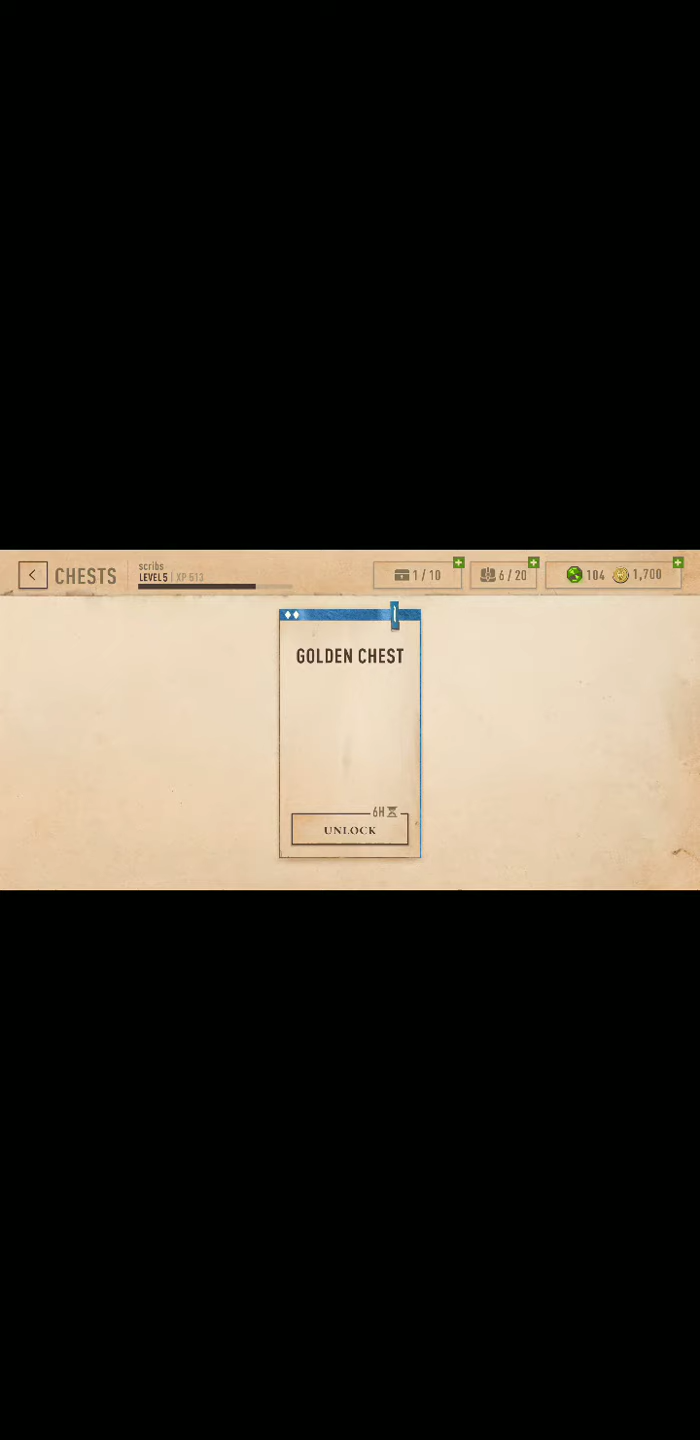 CHESTS
scribs
LEVEL 5 | XP 513
1 / 10
6 / 20
104
1,700
GOLDEN CHEST
6H
UNLOCK